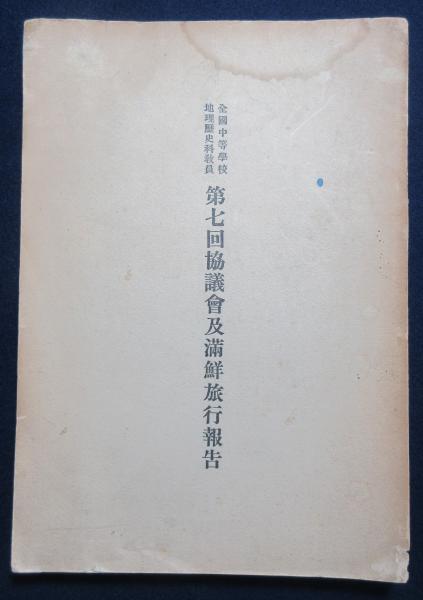 全國中等學校
地理歷史科敎員
第七回協議會及滿鮮旅行報告